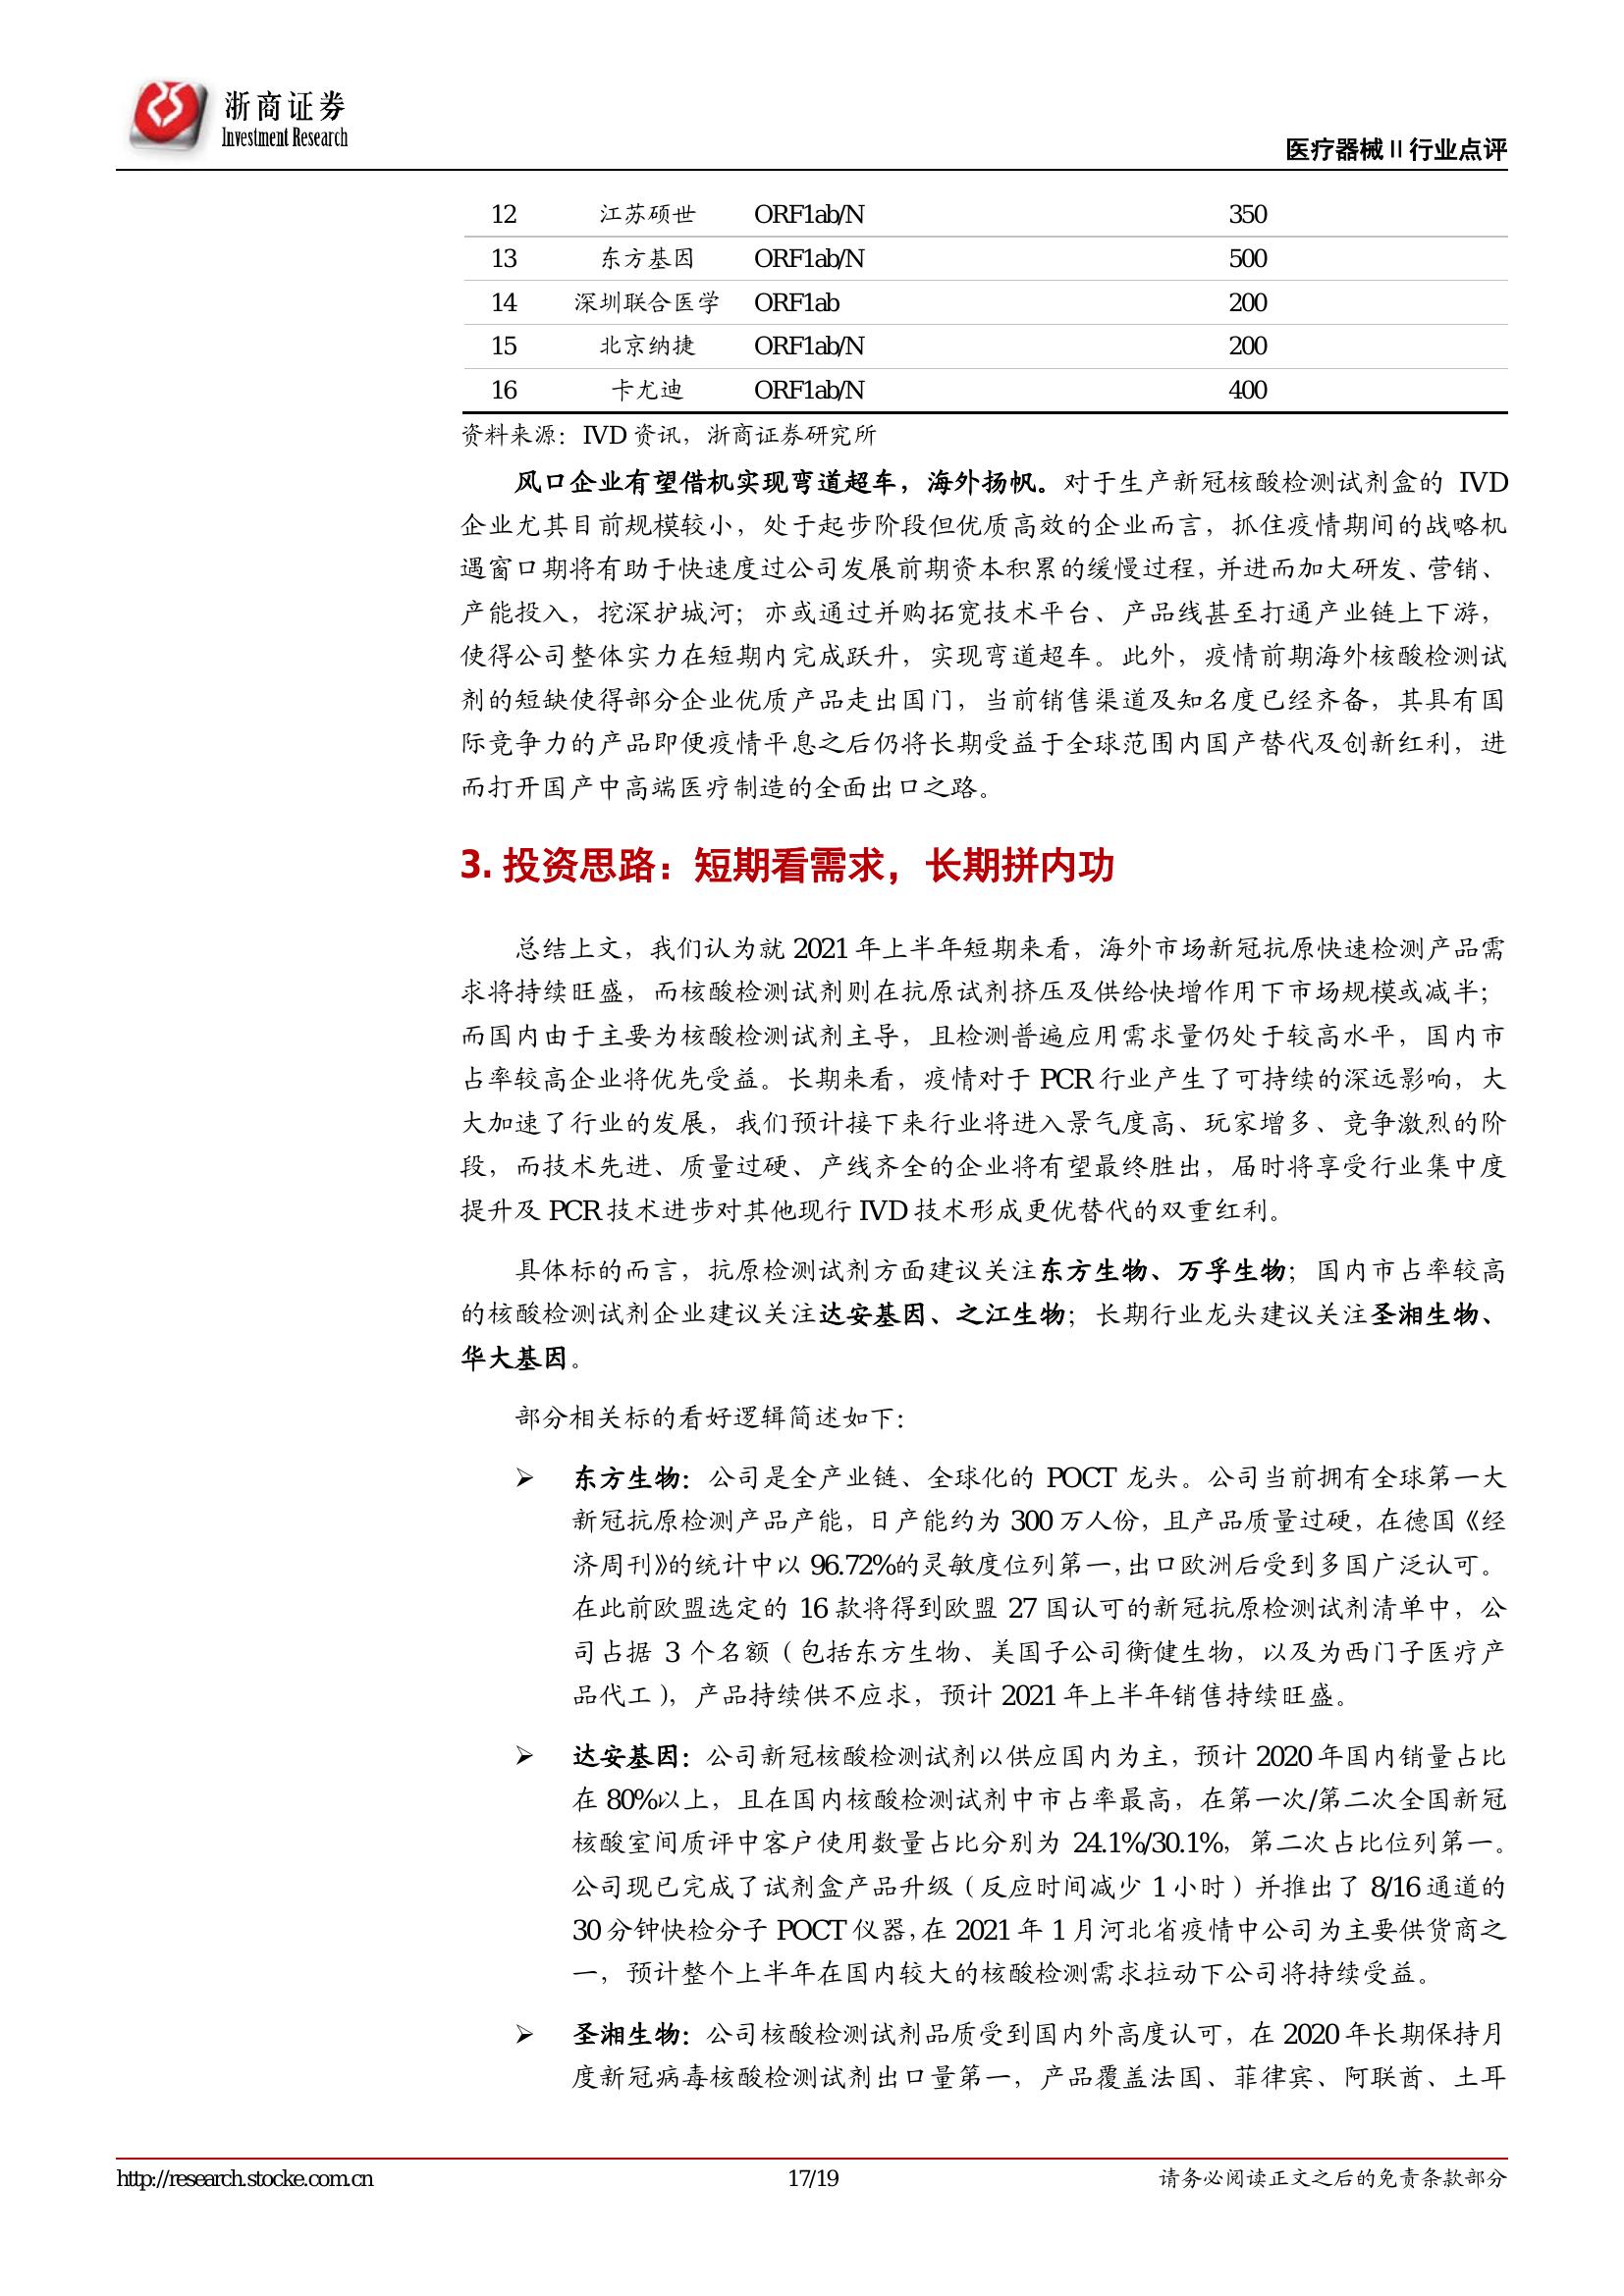 浙商证券
Investment Research
医疗器械Ⅱ行业点评
12 江苏硕世 ORF1ab/N 350
13 东方基因 ORF1ab/N 500
14 深圳联合医学 ORF1ab 200
15 北京纳捷 ORF1ab/N 200
16 卡尤迪 ORF1ab/N 400
资料来源：IVD 资讯，浙商证券研究所
风口企业有望借机实现弯道超车，海外扬帆。对于生产新冠核酸检测试剂盒的 IVD
企业尤其目前规模较小，处于起步阶段但优质高效的企业而言，抓住疫情期间的战略机
遇窗口期将有助于快速度过公司发展前期资本积累的缓慢过程，并进而加大研发、营销、
产能投入，挖深护城河；亦或通过并购拓宽技术平台、产品线甚至打通产业链上下游，
使得公司整体实力在短期内完成跃升，实现弯道超车。此外，疫情前期海外核酸检测试
剂的短缺使得部分企业优质产品走出国门，当前销售渠道及知名度已经齐备，其具有国
际竞争力的产品即便疫情平息之后仍将长期受益于全球范围内国产替代及创新红利，进
而打开国产中高端医疗制造的全面出口之路。
3. 投资思路：短期看需求，长期拼内功
总结上文，我们认为就 2021 年上半年短期来看，海外市场新冠抗原快速检测产品需
求将持续旺盛，而核酸检测试剂则在抗原试剂挤压及供给快增作用下市场规模或减半；
而国内由于主要为核酸检测试剂主导，且检测普遍应用需求量仍处于较高水平，国内市
占率较高企业将优先受益。长期来看，疫情对于 PCR 行业产生了可持续的深远影响，大
大加速了行业的发展，我们预计接下来行业将进入景气度高、玩家增多、竞争激烈的阶
段，而技术先进、质量过硬、产线齐全的企业将有望最终胜出，届时将享受行业集中度
提升及 PCR 技术进步对其他现行 IVD 技术形成更优替代的双重红利。
具体标的而言，抗原检测试剂方面建议关注东方生物、万孚生物；国内市占率较高
的核酸检测试剂企业建议关注达安基因、之江生物；长期行业龙头建议关注圣湘生物、
华大基因。
部分相关标的看好逻辑简述如下：
➢ 东方生物：公司是全产业链、全球化的 POCT 龙头。公司当前拥有全球第一大
新冠抗原检测产品产能，日产能约为 300 万人份，且产品质量过硬，在德国《经
济周刊》的统计中以 96.72%的灵敏度位列第一，出口欧洲后受到多国广泛认可。
在此前欧盟选定的 16 款将得到欧盟 27 国认可的新冠抗原检测试剂清单中，公
司占据 3 个名额（包括东方生物、美国子公司衡健生物，以及为西门子医疗产
品代工），产品持续供不应求，预计 2021 年上半年销售持续旺盛。
➢ 达安基因：公司新冠核酸检测试剂以供应国内为主，预计 2020 年国内销量占比
在 80%以上，且在国内核酸检测试剂中市占率最高，在第一次/第二次全国新冠
核酸室间质评中客户使用数量占比分别为 24.1%/30.1%，第二次占比位列第一。
公司现已完成了试剂盒产品升级（反应时间减少 1 小时）并推出了 8/16 通道的
30 分钟快检分子 POCT 仪器，在 2021 年 1 月河北省疫情中公司为主要供货商之
一，预计整个上半年在国内较大的核酸检测需求拉动下公司将持续受益。
➢ 圣湘生物：公司核酸检测试剂品质受到国内外高度认可，在 2020 年长期保持月
度新冠病毒核酸检测试剂出口量第一，产品覆盖法国、菲律宾、阿联酋、土耳
http://research.stocke.com.cn 17/19 请务必阅读正文之后的免责条款部分